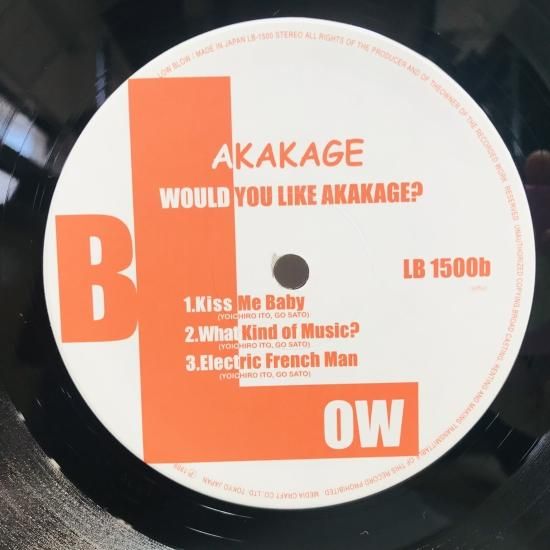 LOW BLOW / MADE IN JAPAN LB-1500 STEREO ALL RIGHTS OF THE PRODUCER AND OF THEOWNER OF THE RECORDED WORK RESERVED UNAUTHORIZED COPYING BROAD CASTING, RENTING AND MAKING TRANSMITTABLE OF THIS RECORD PROHIBITED. MEDIA CRAFT CO.LTD. TOKYO JAPAN
AKAKAGE
WOULD YOU LIKE AKAKAGE?
B
L
LB 1500b
1.Kiss Me Baby
(YOICHIRO ITO, GO SATO)
2.What Kind of Music?
(YOICHIRO ITO, GO SATO)
3.Electric French Man
(YOICHIRO ITO, GO SATO)
OW